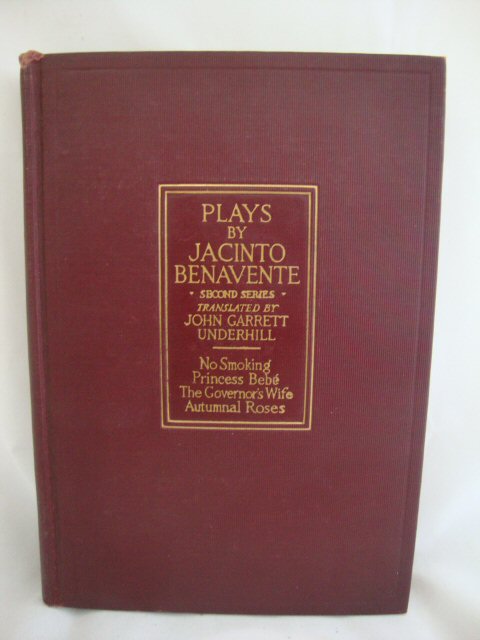 PLAYS
BY
JACINTO
BENAVENTE
· SECOND SERIES ·
TRANSLATED BY
JOHN GARRETT
UNDERHILL
No Smoking
Princess Bebé
The Governor's Wife
Autumnal Roses